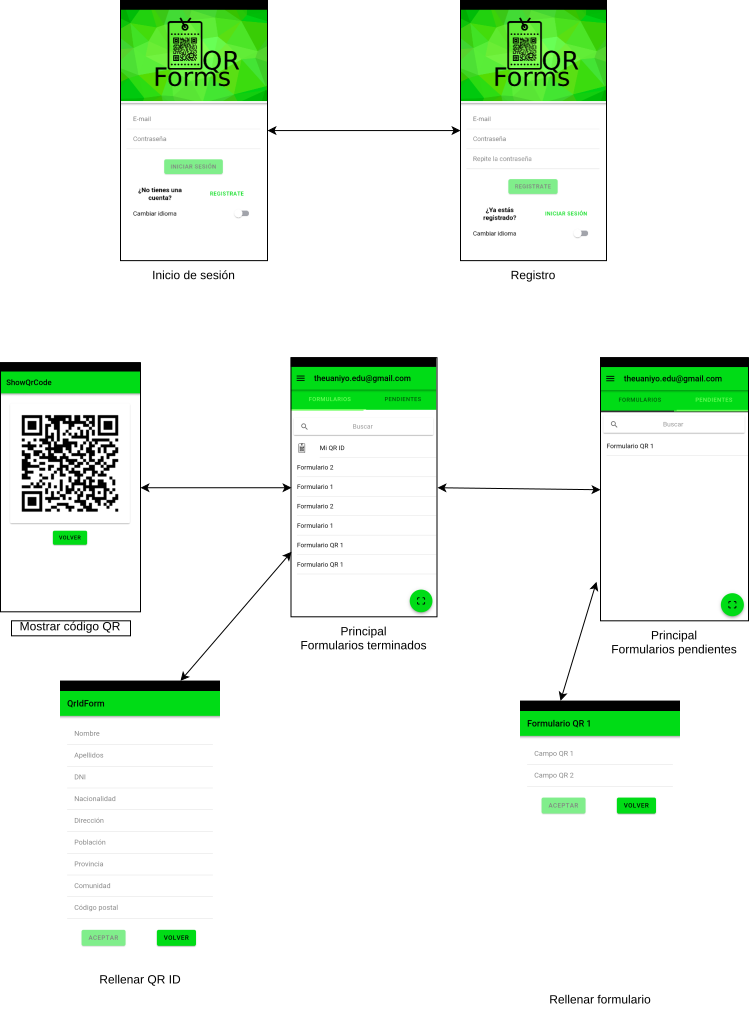 QR
Forms
E-mail
Contraseña
INICIAR SESIÓN
¿No tienes una
cuenta?
REGISTRATE
Cambiar idioma
Inicio de sesión
QR
Forms
E-mail
Contraseña
Repite la contraseña
REGISTRATE
¿Ya estás
registrado?
INICIAR SESIÓN
Cambiar idioma
Registro
ShowQrCode
VOLVER
Mostrar código QR
theuaniyo.edu@gmail.com
FORMULARIOS
PENDIENTES
Buscar
Mi QR ID
Formulario 2
Formulario 1
Formulario 2
Formulario 1
Formulario QR 1
Formulario QR 1
Principal
Formularios terminados
theuaniyo.edu@gmail.com
FORMULARIOS
PENDIENTES
Buscar
Formulario QR 1
Principal
Formularios pendientes
QrIdForm
Nombre
Apellidos
DNI
Nacionalidad
Dirección
Población
Provincia
Comunidad
Código postal
ACEPTAR
VOLVER
Rellenar QR ID
Formulario QR 1
Campo QR 1
Campo QR 2
ACEPTAR
VOLVER
Rellenar formulario